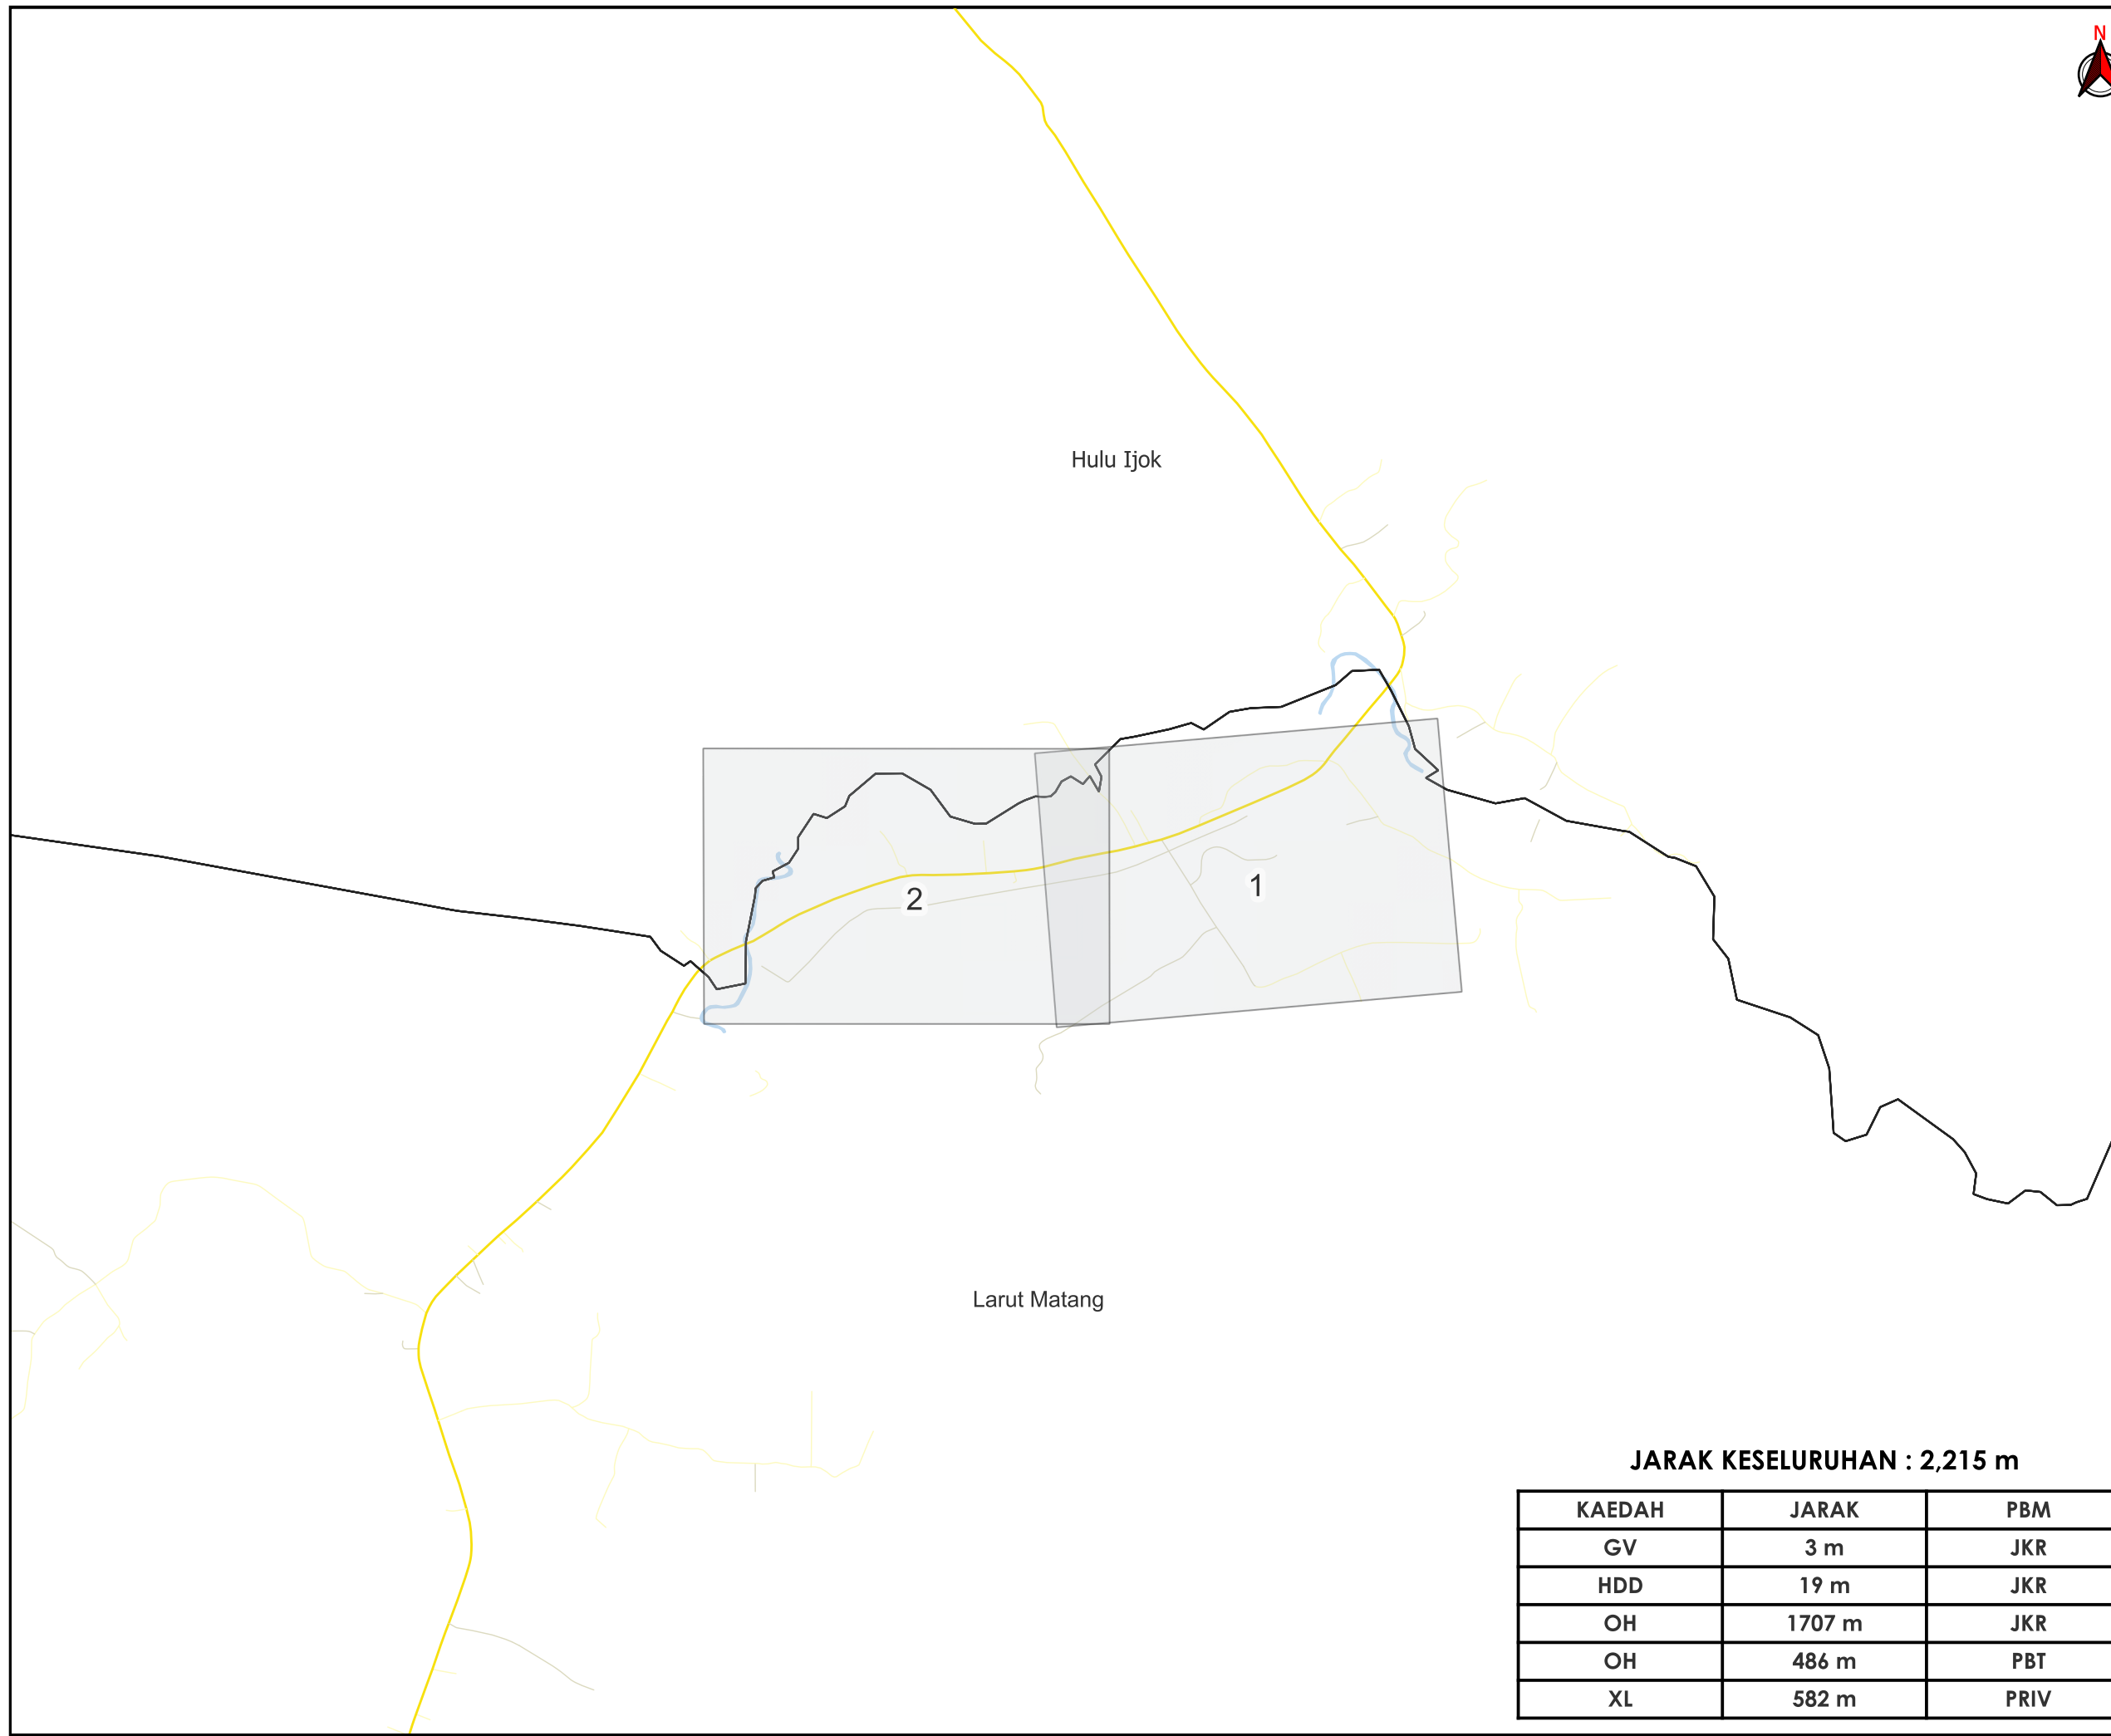 N
Hulu Ijok
2
1
Larut Matang
JARAK KESELURUHAN : 2,215 m
KAEDAH JARAK PBM
GV 3 m JKR
HDD 19 m JKR
OH 1707 m JKR
OH 486 m PBT
XL 582 m PRIV